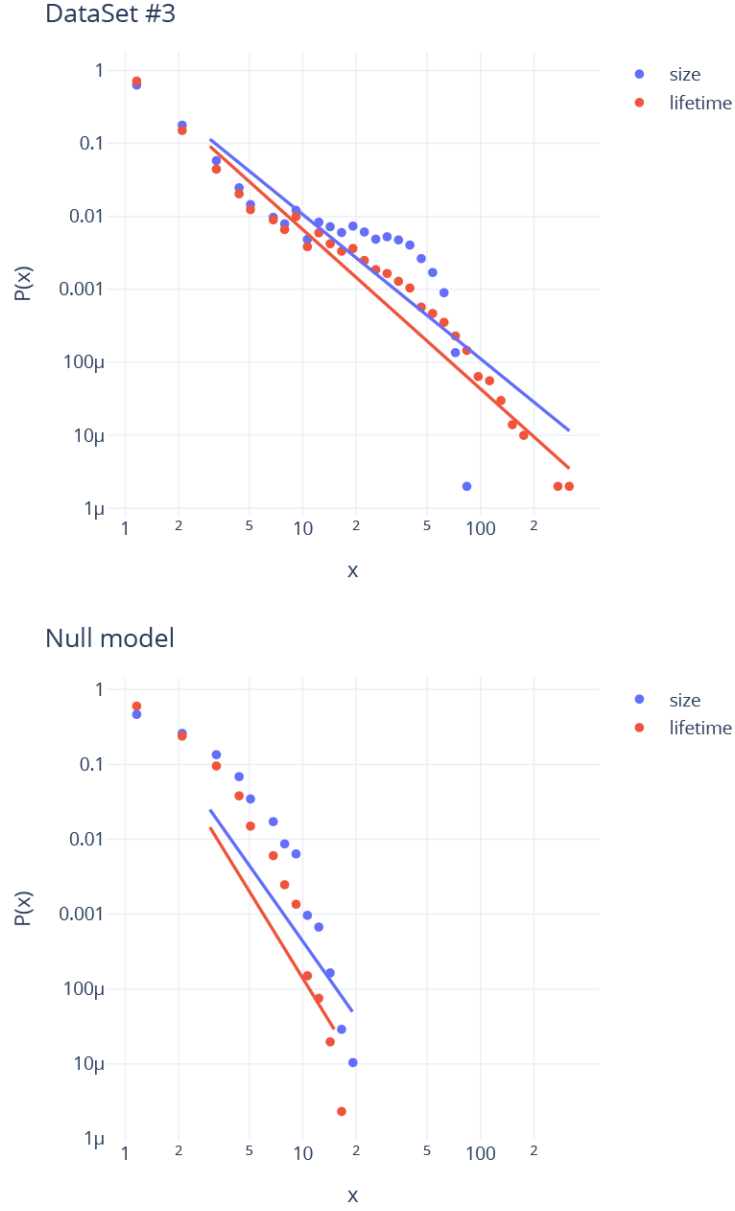 DataSet #3
size
lifetime
1
0.1
0.01
0.001
100μ
10μ
1μ
P(x)
1 2 5 10 2 5 100 2
x
Null model
size
lifetime
1
0.1
0.01
0.001
100μ
10μ
1μ
P(x)
1 2 5 10 2 5 100 2
x